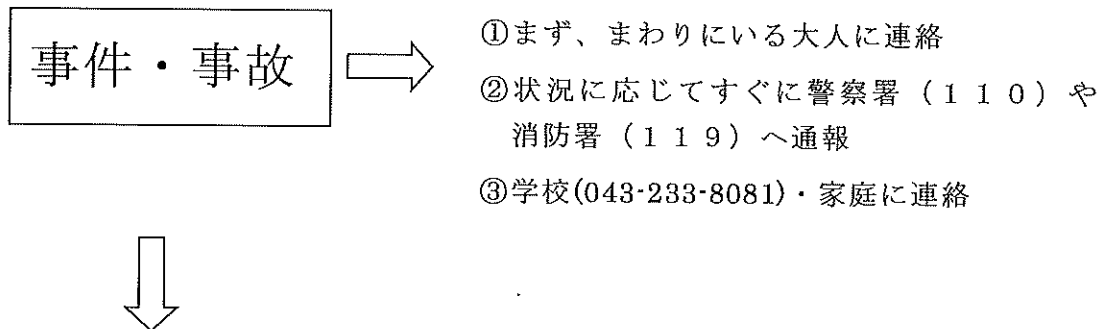 事件・事故
①まず、まわりにいる大人に連絡
②状況に応じてすぐに警察署（１１０）や
消防署（１１９）へ通報
③学校(043-233-8081)・家庭に連絡